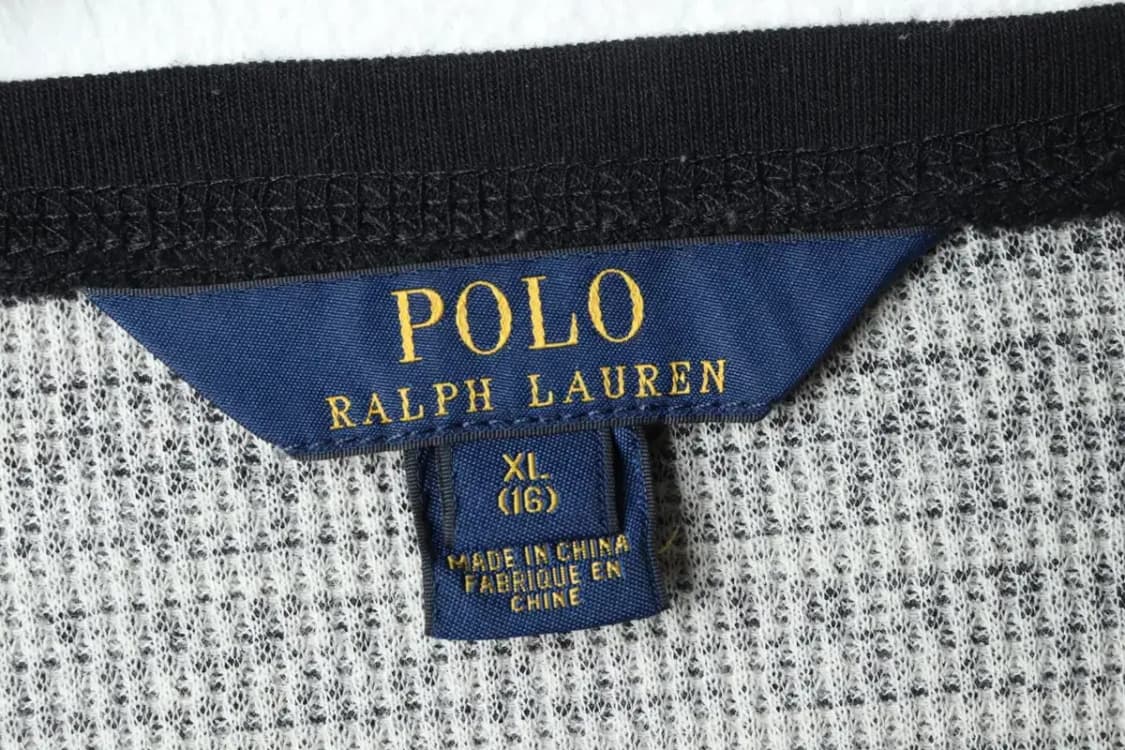 POLO
RALPH LAUREN
XL
(16)
MADE IN CHINA
FABRIQUE EN
CHINE